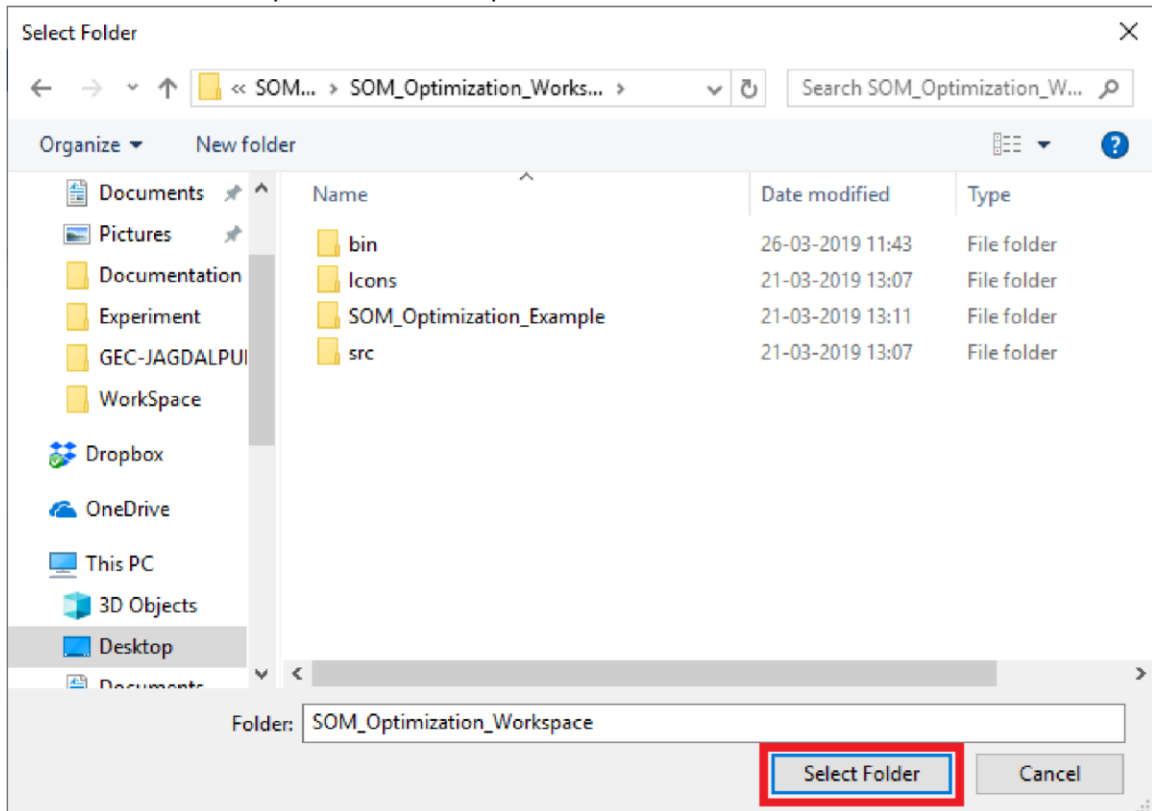 Select Folder
« SOM... > SOM_Optimization_Works... >
Search SOM_Optimization_W...
Organize
New folder
Name
Date modified
Type
Documents
Pictures
Documentation
Experiment
GEC-JAGDALPU
WorkSpace
Dropbox
OneDrive
This PC
3D Objects
Desktop
Documents
bin 26-03-2019 11:43 File folder
Icons 21-03-2019 13:07 File folder
SOM_Optimization_Example 21-03-2019 13:11 File folder
src 21-03-2019 13:07 File folder
Folder: SOM_Optimization_Workspace
Select Folder
Cancel